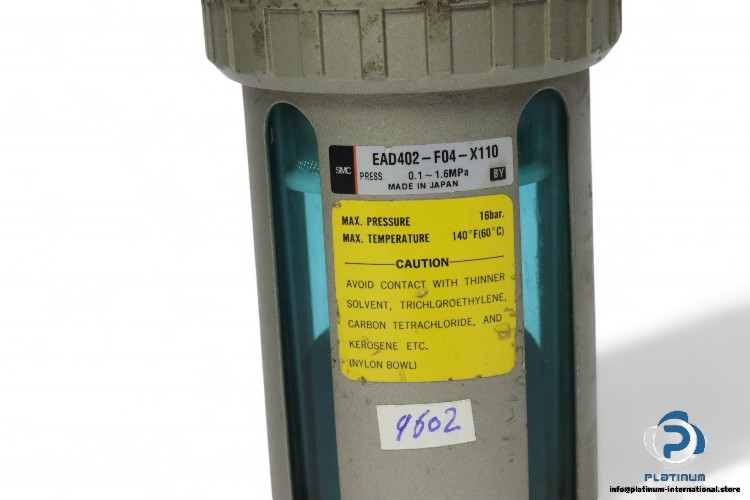 EAD402-F04-X110
SMC
PRESS. 0.1~1.6MPa
BY
MADE IN JAPAN
MAX. PRESSURE 16bar.
MAX. TEMPERATURE 140°F(60°C)
CAUTION
AVOID CONTACT WITH THINNER
SOLVENT, TRICHLOROETHYLENE,
CARBON TETRACHLORIDE, AND
KEROSENE ETC.
(NYLON BOWL)
9602
PLATINUM
info@platinum-international.store